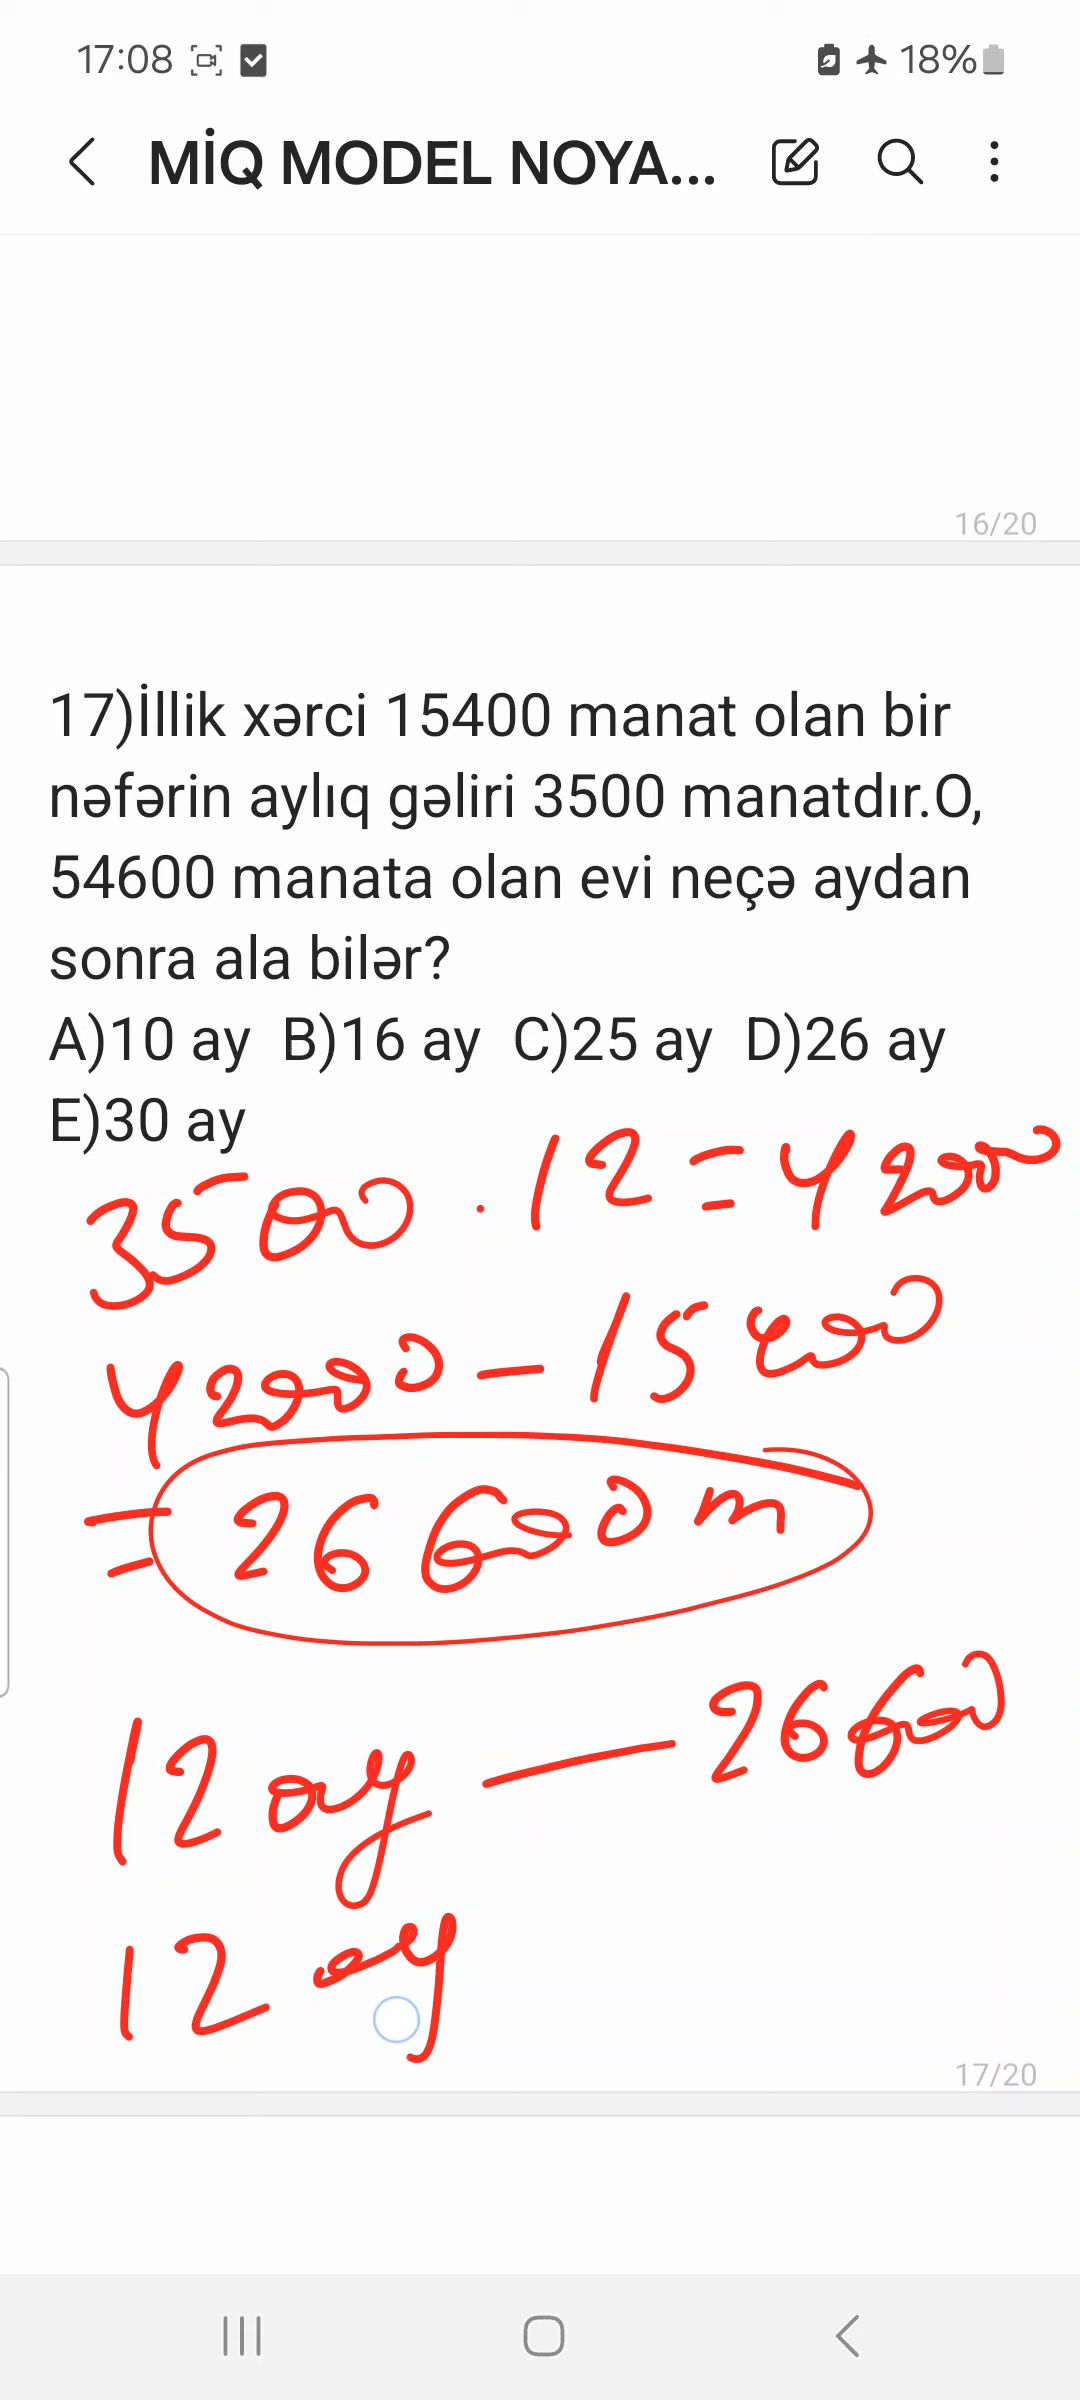 17:08 18%
MİQ MODEL NOYA...
16/20
17)İllik xərci 15400 manat olan bir
nəfərin aylıq gəliri 3500 manatdır.O,
54600 manata olan evi neçə aydan
sonra ala bilər?
A)10 ay B)16 ay C)25 ay D)26 ay
E)30 ay
3500 · 12 = 42000
42000 - 15400
= 26600 m
12 ay — 26600
12 ay
17/20